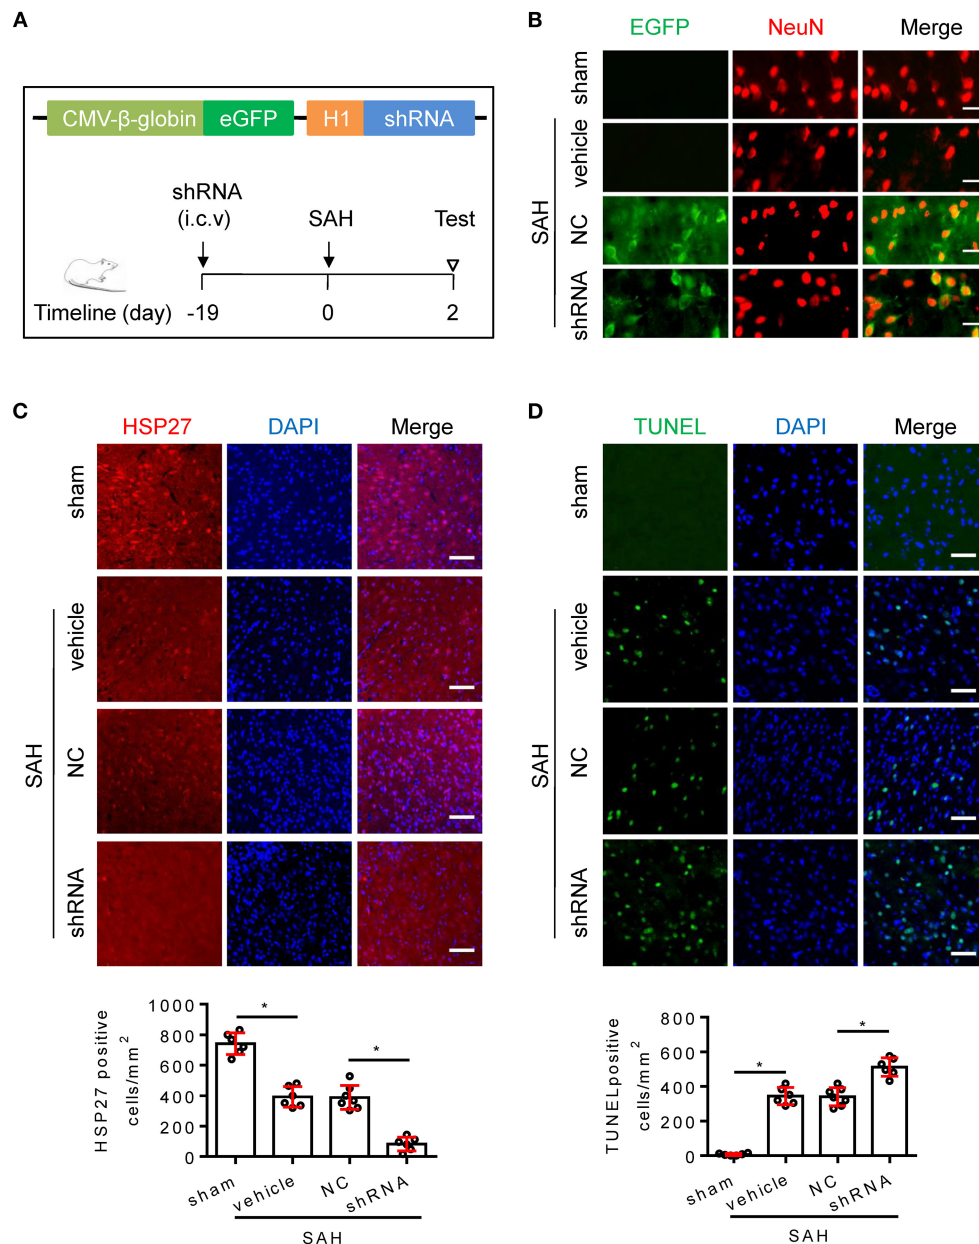 A
CMV-β-globin eGFP H1 shRNA
shRNA
(i.c.v) SAH Test
Timeline (day) -19 0 2
B
EGFP NeuN Merge
sham
vehicle
NC
shRNA
SAH
C
HSP27 DAPI Merge
sham
vehicle
NC
shRNA
SAH
HSP27 positive
cells/mm²
1000
800
600
400
200
0
* *
sham vehicle NC shRNA
SAH
D
TUNEL DAPI Merge
sham
vehicle
NC
shRNA
SAH
TUNELpositive
cells/mm²
800
600
400
200
0
* *
sham vehicle NC shRNA
SAH